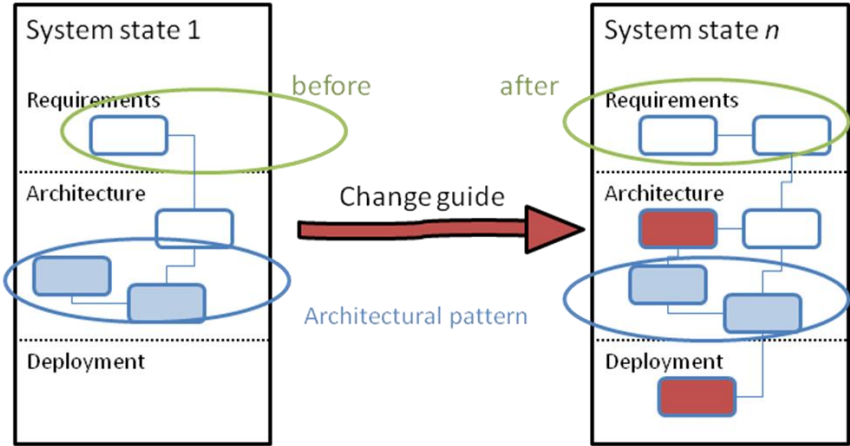 System state 1
Requirements
Architecture
Deployment
before
after
Change guide
Architectural pattern
System state n
Requirements
Architecture
Deployment